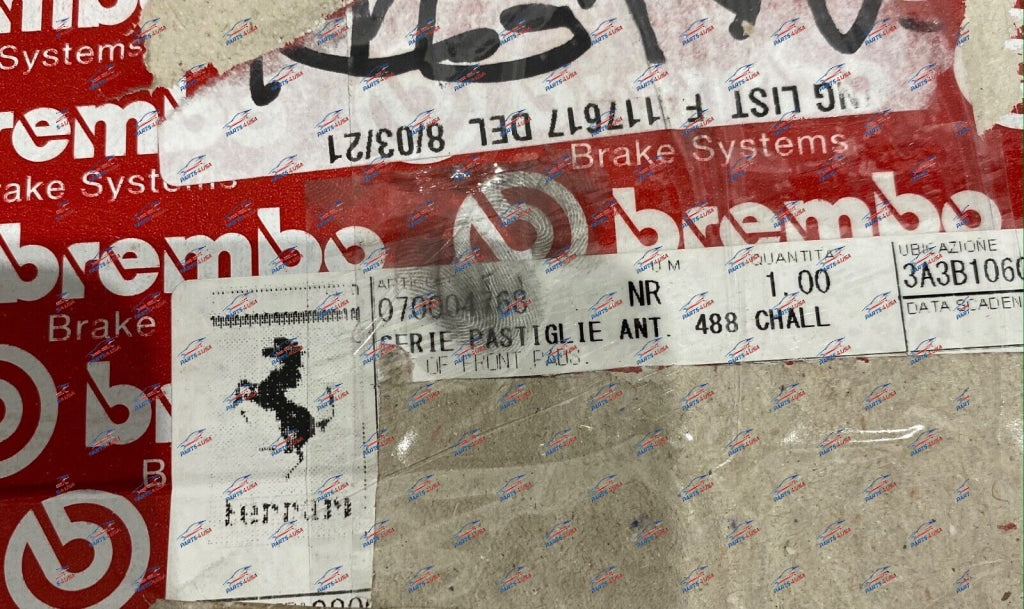 Systems
brembo
NG LIST F 117617 DEL 8/03/21
Brake Systems
ake Systems
brembo
brembo
Brake
UBICAZIONE
QUANTITA'
3A3B1060
NR
1.00
070004768
DATA SCADEN
SERIE PASTIGLIE ANT. 488 CHALL
OF FRONT PADS.
B
ferrari
PARTS4USA